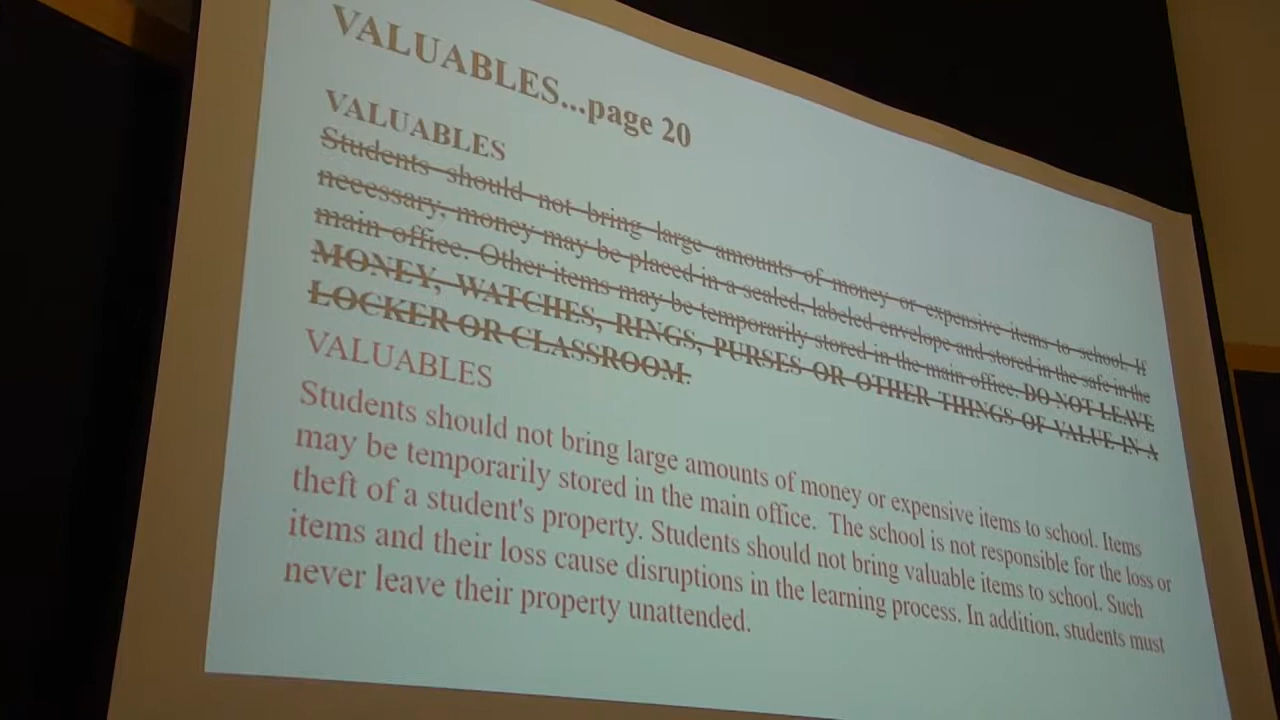 VALUABLES...page 20
VALUABLES
Students should not bring large amounts of money or expensive items to school. If
necessary, money may be placed in a sealed, labeled envelope and stored in the safe in the
main office. Other items may be temporarily stored in the main office. DO NOT LEAVE
MONEY, WATCHES, RINGS, PURSES OR OTHER THINGS OF VALUE IN A
LOCKER OR CLASSROOM.
VALUABLES
Students should not bring large amounts of money or expensive items to school. Items
may be temporarily stored in the main office. The school is not responsible for the loss or
theft of a student's property. Students should not bring valuable items to school. Such
items and their loss cause disruptions in the learning process. In addition, students must
never leave their property unattended.